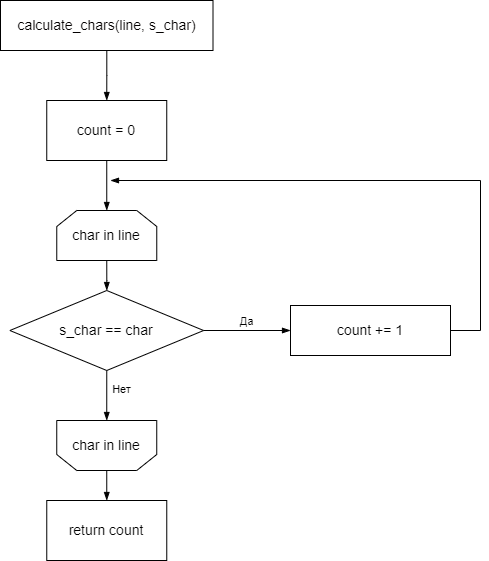 calculate_chars(line, s_char)
count = 0
char in line
s_char == char
Да
count += 1
Нет
char in line
return count